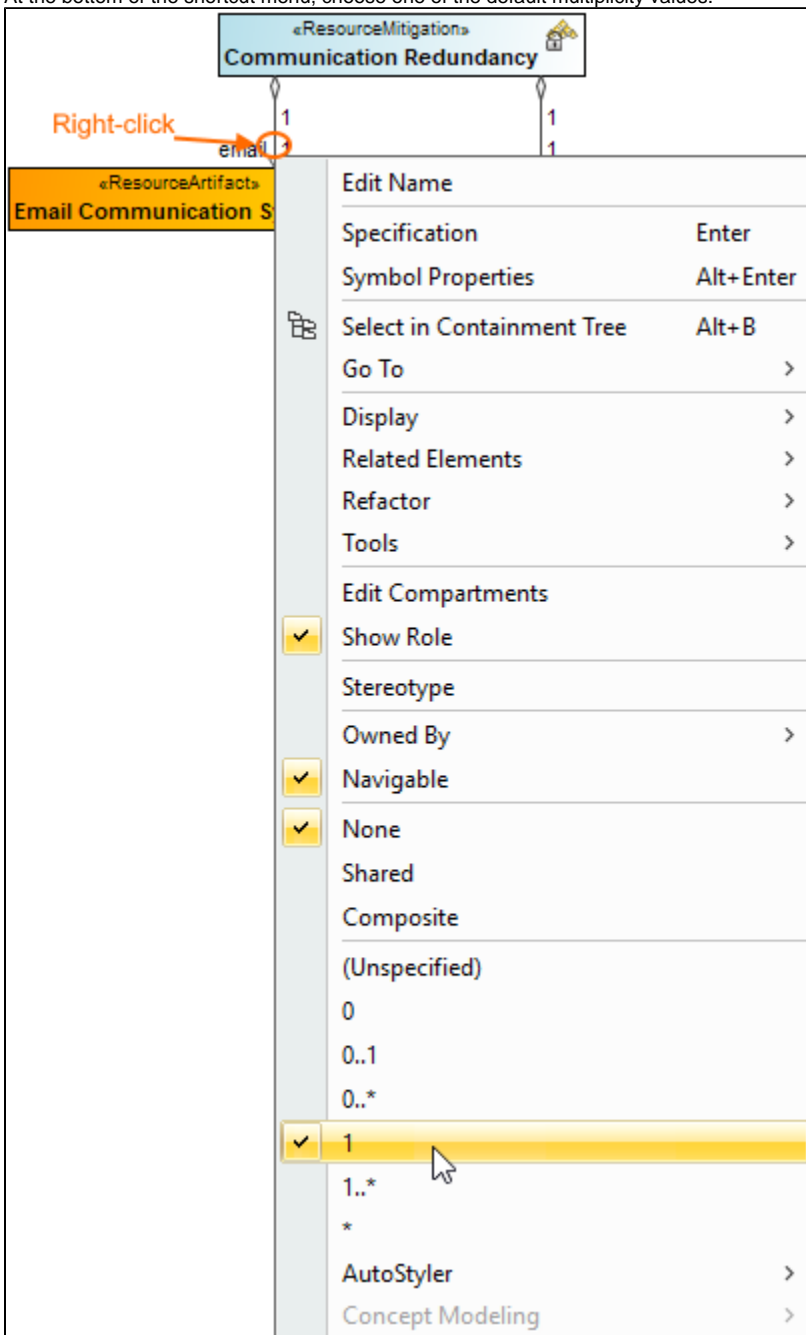 At the bottom of the shortcut menu, choose one of the default multiplicity values.
«ResourceMitigation»
Communication Redundancy
Right-click
1
1
email
1
1
«ResourceArtifact»
Email Communication
Edit Name
Specification Enter
Symbol Properties Alt+Enter
Select in Containment Tree Alt+B
Go To >
Display >
Related Elements >
Refactor >
Tools >
Edit Compartments
Show Role
Stereotype
Owned By >
Navigable
None
Shared
Composite
(Unspecified)
0
0..1
0..*
1
1..*
*
AutoStyler >
Concept Modeling >